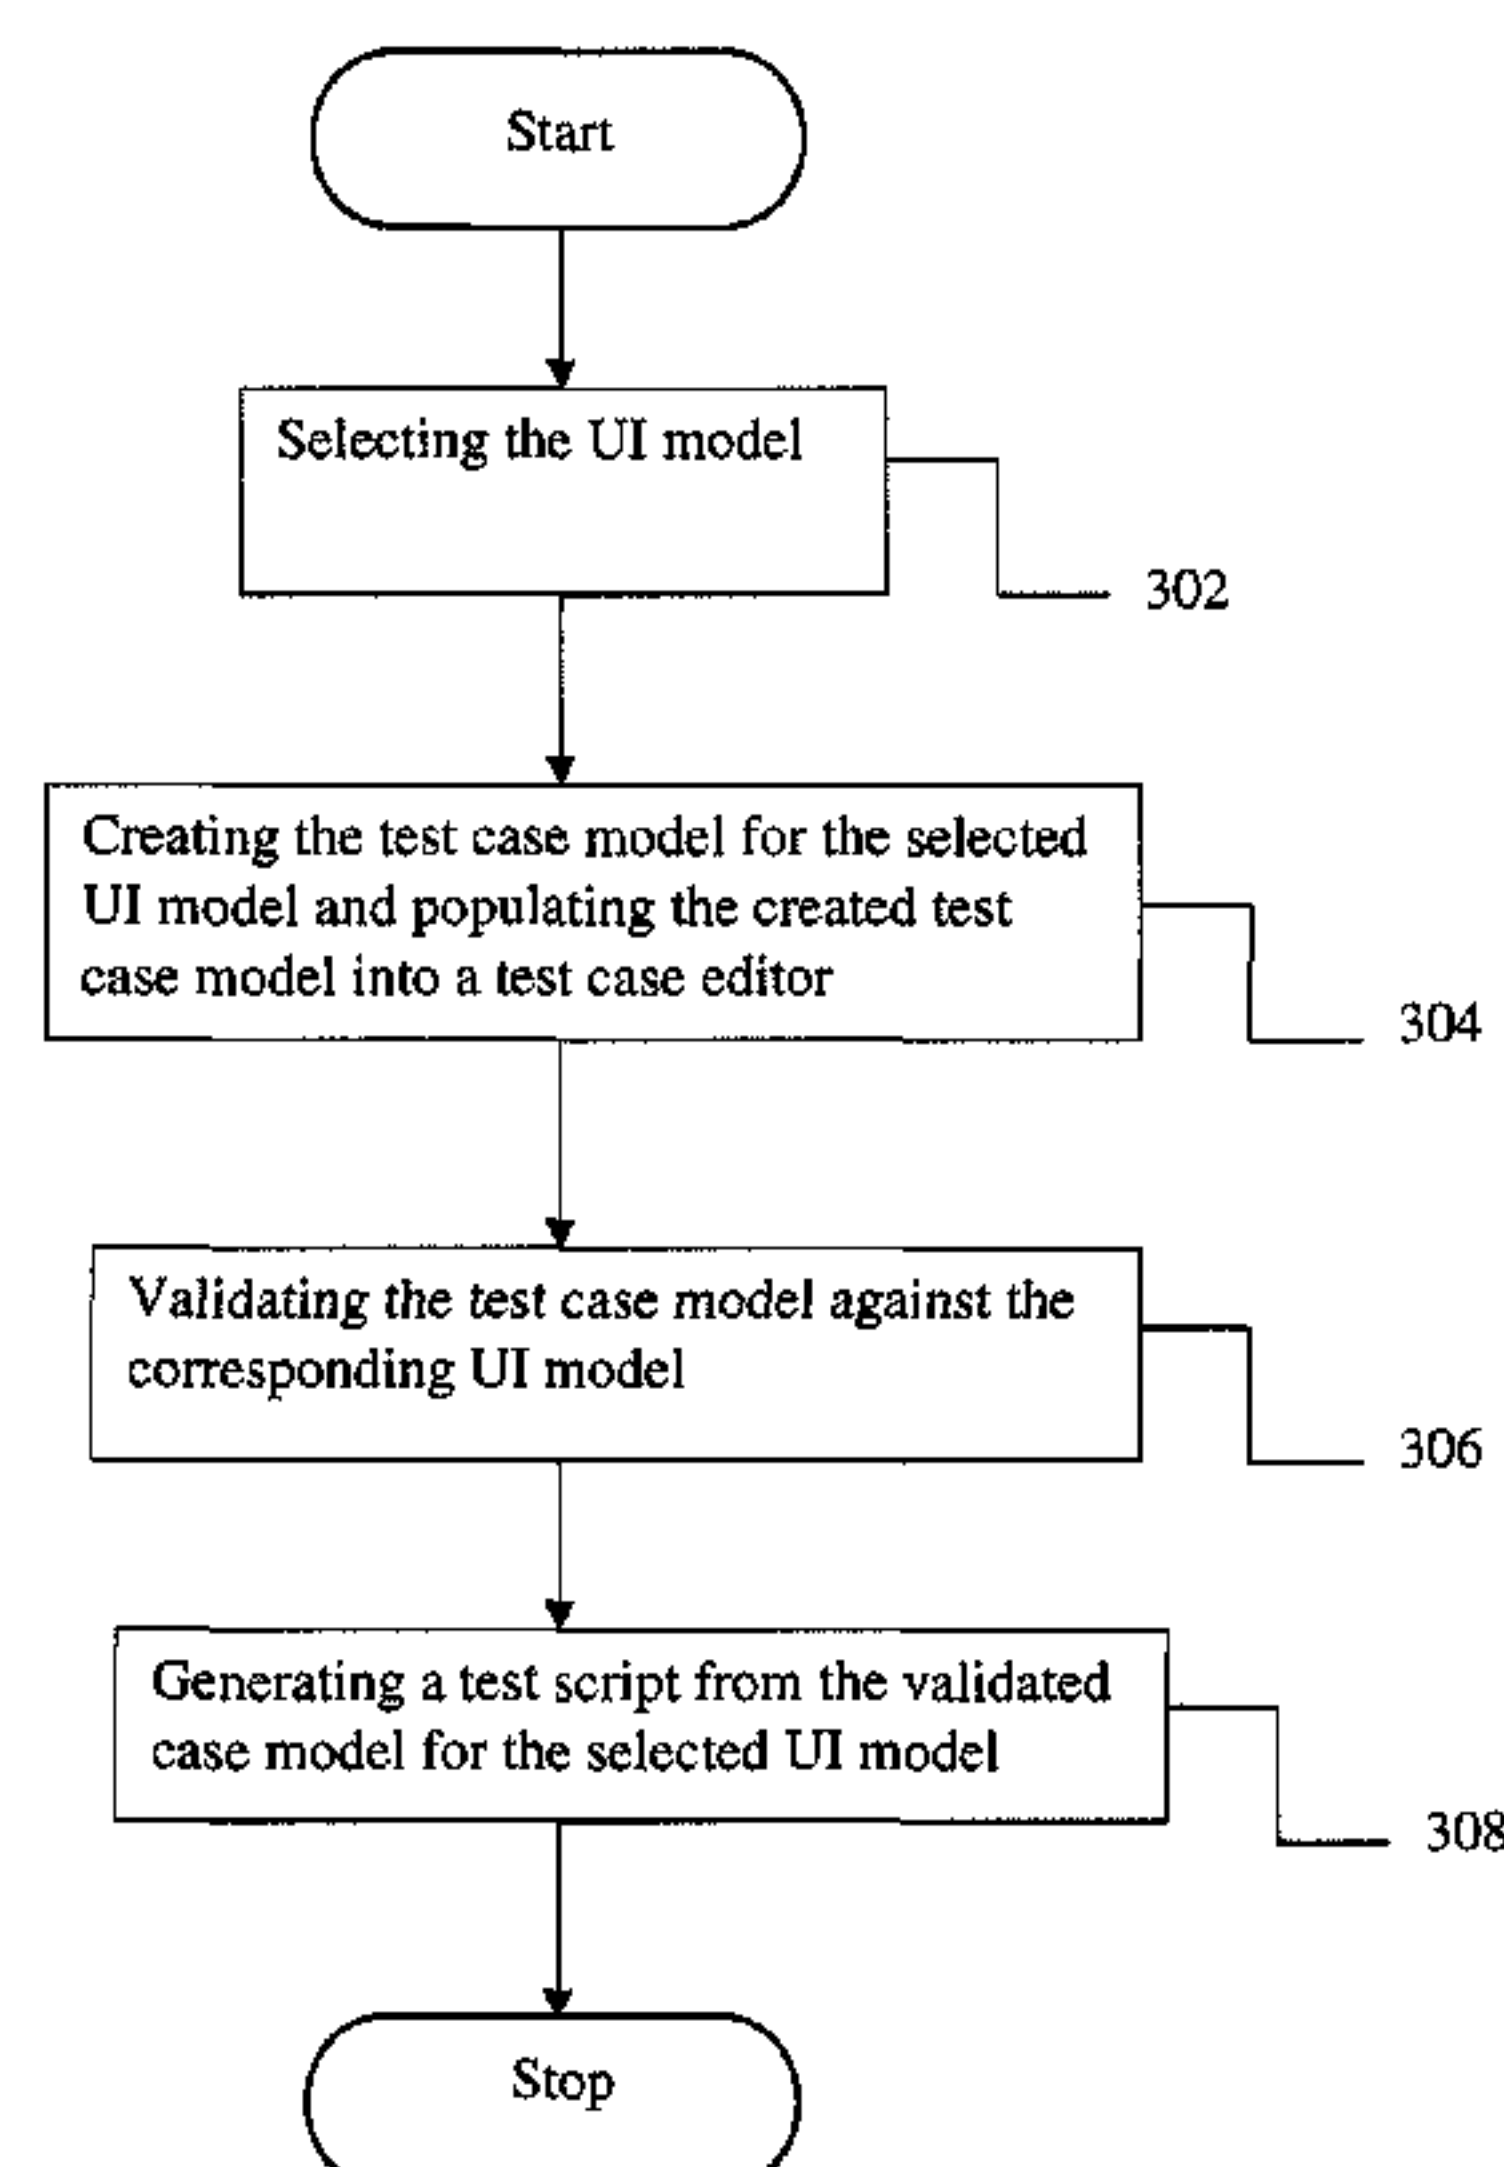 Start
Selecting the UI model
302
Creating the test case model for the selected
UI model and populating the created test
case model into a test case editor
304
Validating the test case model against the
corresponding UI model
306
Generating a test script from the validated
case model for the selected UI model
308
Stop